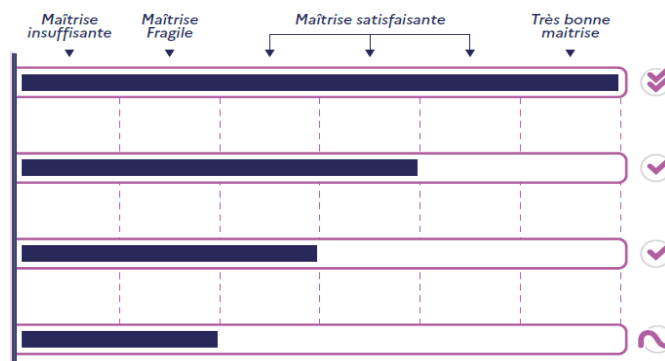 Maîtrise
insuffisante
Maîtrise
Fragile
Maîtrise satisfaisante
Très bonne
maitrise